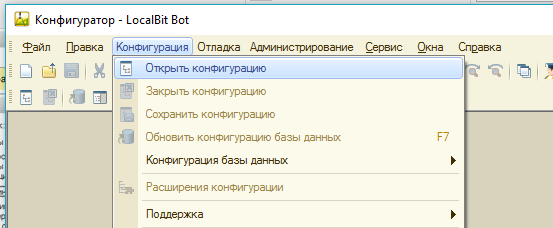 Конфигуратор - LocalBit Bot
Файл Правка Конфигурация Отладка Администрирование Сервис Окна Справка
Открыть конфигурацию
Закрыть конфигурацию
Сохранить конфигурацию
Обновить конфигурацию базы данных F7
Конфигурация базы данных
Расширения конфигурации
Поддержка